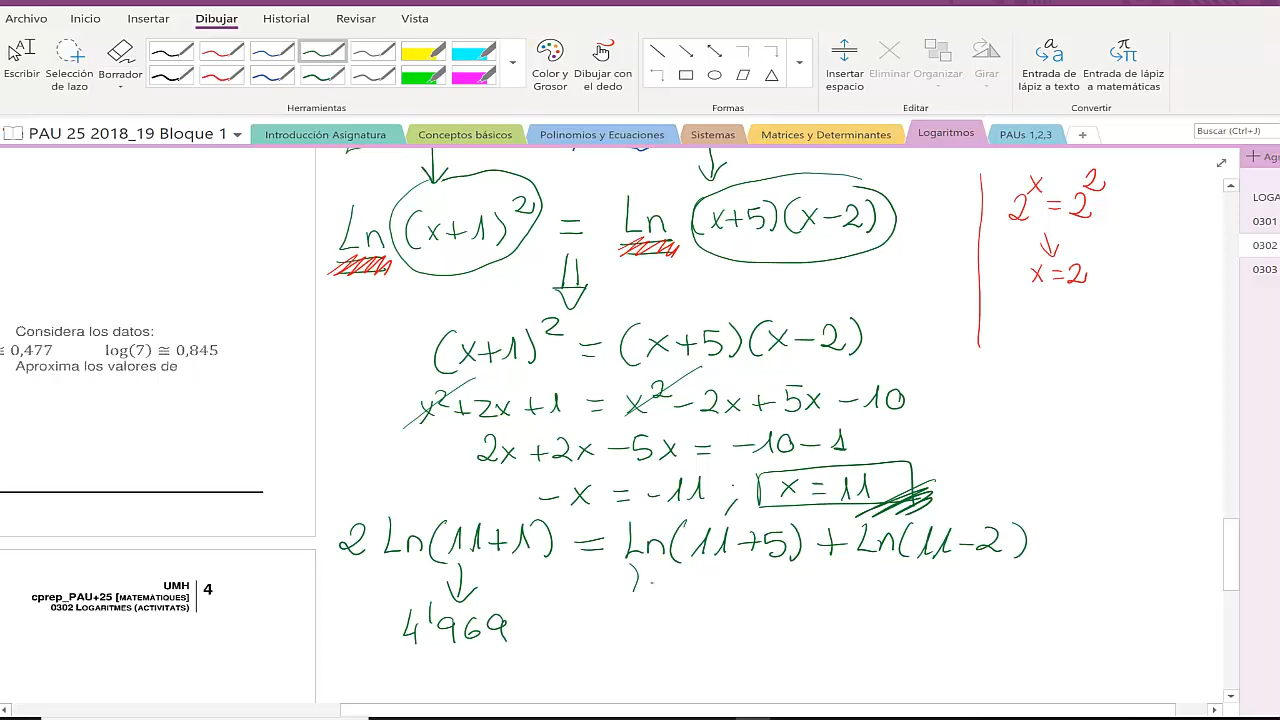 Archivo Inicio Insertar Dibujar Historial Revisar Vista
Escribir Selección de lazo Borrador Color y Grosor Dibujar con el dedo Insertar espacio Eliminar Organizar Girar Entrada de lápiz a texto Entrada de lápiz a matemáticas
Herramientas Formas Editar Convertir
PAU 25 2018_19 Bloque 1 Introducción Asignatura Conceptos básicos Polinomios y Ecuaciones Sistemas Matrices y Determinantes Logaritmos PAUs 1,2,3 Buscar (Ctrl+J)
Agr
LOGA
0301
0302
0303
Ln (x+1)² = Ln (x+5)(x-2)
2ˣ = 2²
x = 2
Considera los datos:
≅ 0,477 log(7) ≅ 0,845
Aproxima los valores de
(x+1)² = (x+5)(x-2)
x² + 2x + 1 = x² - 2x + 5x - 10
2x + 2x - 5x = -10 - 1
-x = -11 ; x = 11
2 Ln(11+1) = Ln(11+5) + Ln(11-2)
4'969
UMH
cprep_PAU+25 [MATEMÀTIQUES]
0302 LOGARITMES (ACTIVITATS)
4